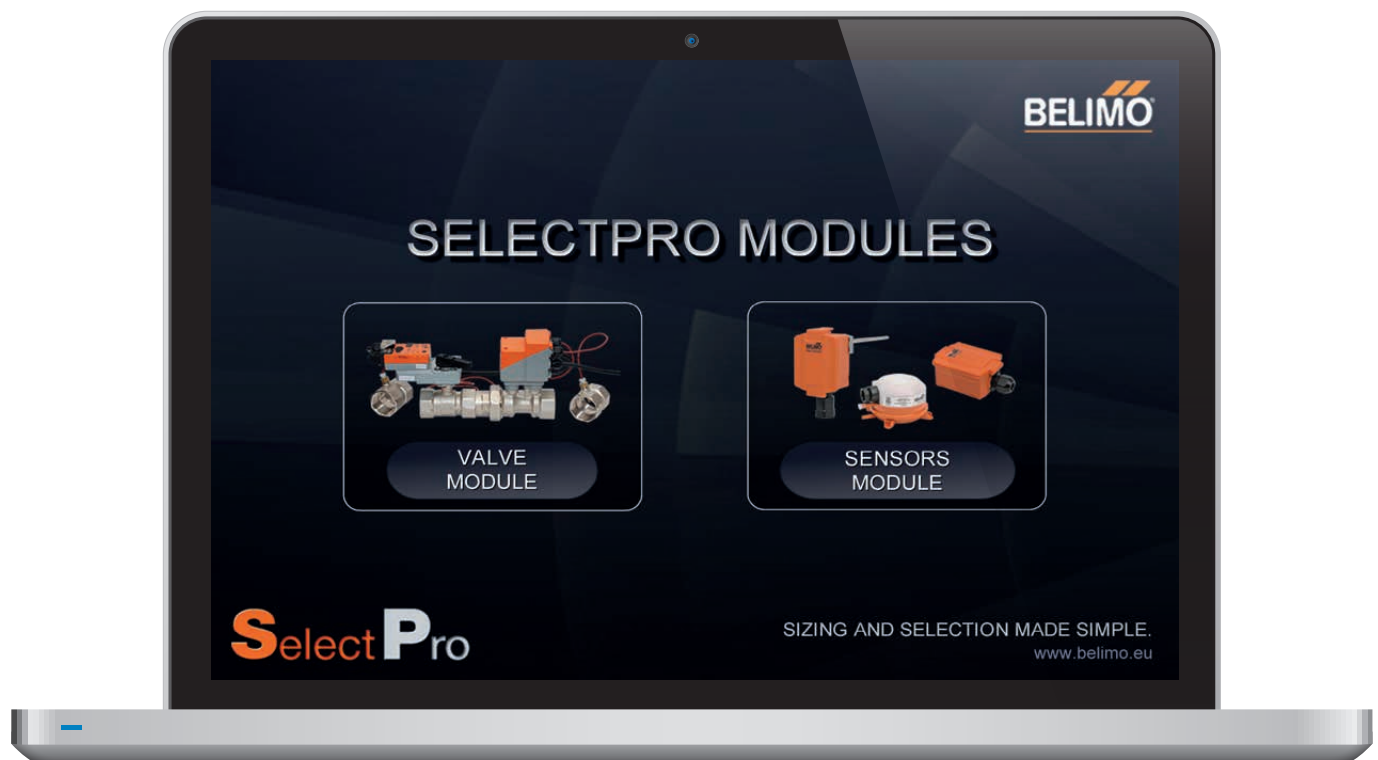 BELIMO®
SELECTPRO MODULES
VALVE
MODULE
SENSORS
MODULE
SelectPro
SIZING AND SELECTION MADE SIMPLE.
www.belimo.eu